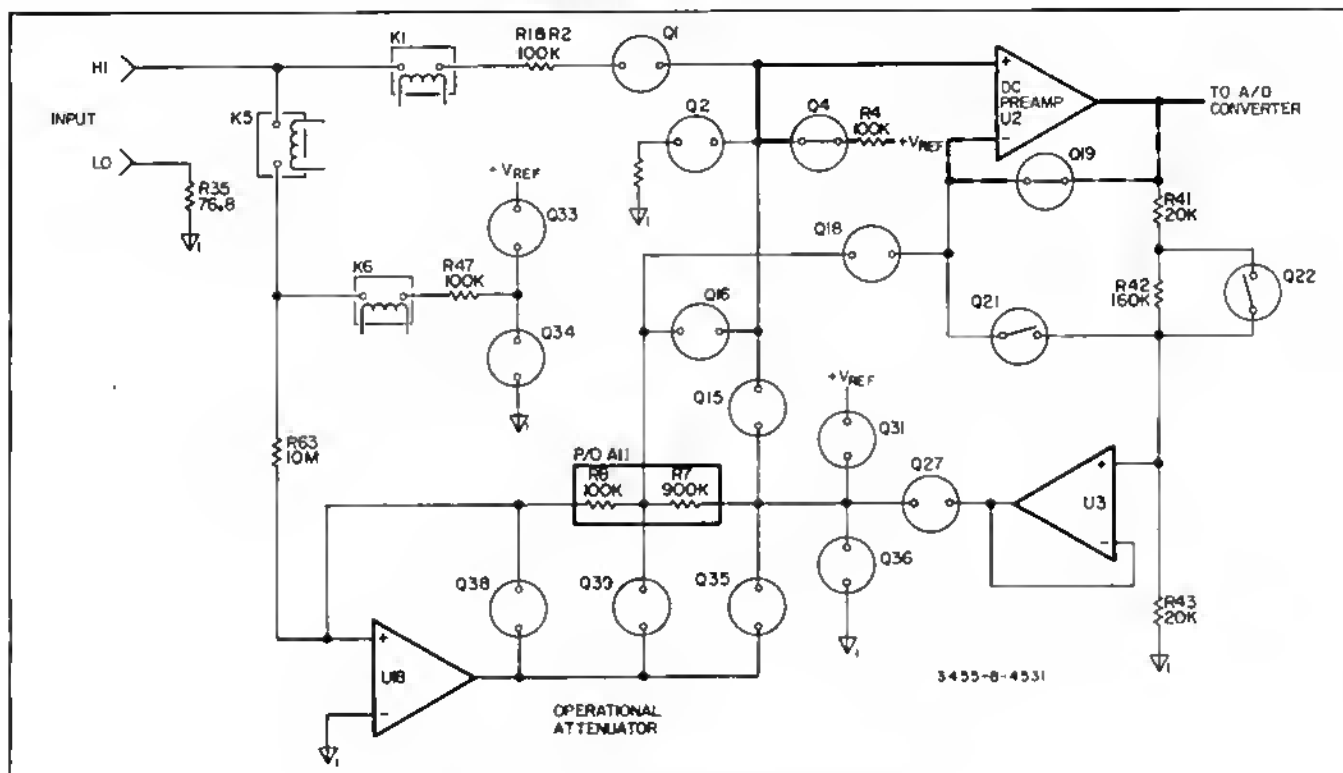 K1
R1&R2
100K
Q1
HI
INPUT
LO
K5
R35
76.8
Q2
Q4
R4
100K
+VREF
DC
PREAMP
U2
TO A/D
CONVERTER
Q19
R41
20K
+VREF
Q33
Q18
K6
R47
100K
Q16
Q34
Q21
R42
160K
Q22
Q15
+VREF
Q31
R63
10M
P/O A11
R8
100K
R7
900K
Q27
U3
Q38
Q39
Q35
Q36
R43
20K
U18
OPERATIONAL
ATTENUATOR
3455-B-4531